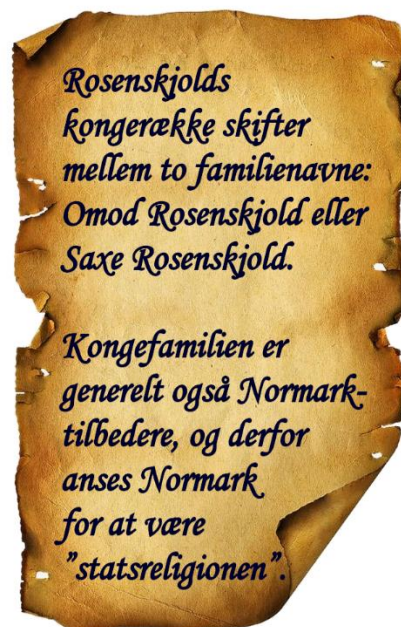 Rosenskjolds
kongerække skifter
mellem to familienavne:
Omod Rosenskjold eller
Saxe Rosenskjold.
Kongefamilien er
generelt også Normark-
tilbedere, og derfor
anses Normark
for at være
"statsreligionen".